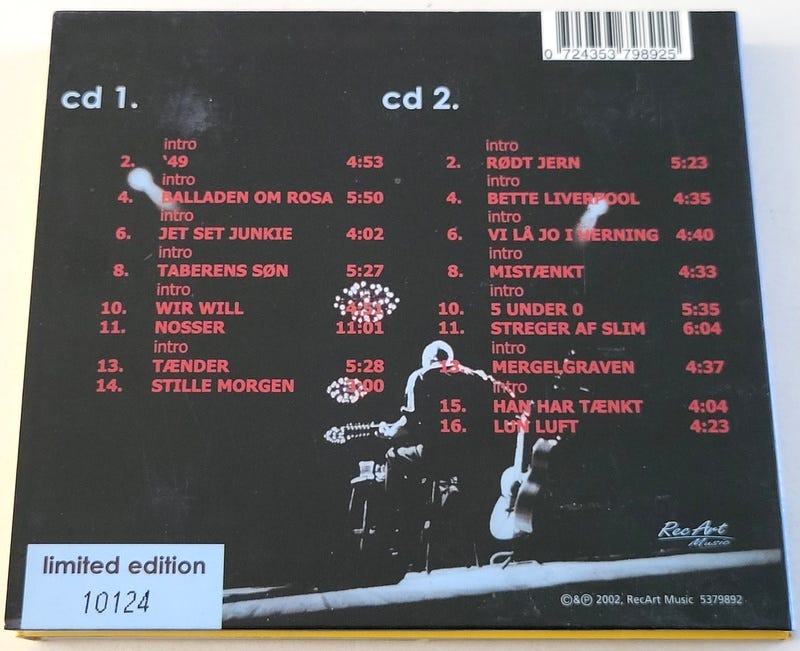 0 724353 798925
cd 1.
intro
2. '49 4:53
intro
4. BALLADEN OM ROSA 5:50
intro
6. JET SET JUNKIE 4:02
intro
8. TABERENS SØN 5:27
intro
10. WIR WILL 4:51
11. NOSSER 11:01
intro
13. TÆNDER 5:28
14. STILLE MORGEN :00
cd 2.
intro
2. RØDT JERN 5:23
intro
4. BETTE LIVERPOOL 4:35
intro
6. VI LÅ JO I HERNING 4:40
intro
8. MISTÆNKT 4:33
intro
10. 5 UNDER 0 5:35
11. STREGER AF SLIM 6:04
intro
13. MERGELGRAVEN 4:37
intro
15. HAN HAR TÆNKT 4:04
16. LUN LUFT 4:23
RecArt
Music
limited edition
10124
©&℗ 2002, RecArt Music 5379892